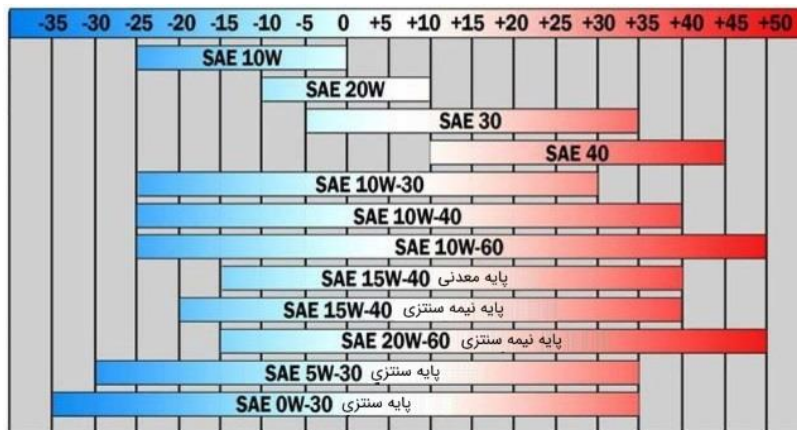 -35 -30 -25 -20 -15 -10 -5 0 +5 +10 +15 +20 +25 +30 +35 +40 +45 +50
SAE 10W
SAE 20W
SAE 30
SAE 40
SAE 10W-30
SAE 10W-40
SAE 10W-60
SAE 15W-40 پایه معدنی
SAE 15W-40 پایه نیمه سنتزی
SAE 20W-60 پایه نیمه سنتزی
SAE 5W-30 پایه سنتزي
SAE 0W-30 پایه سنتزی